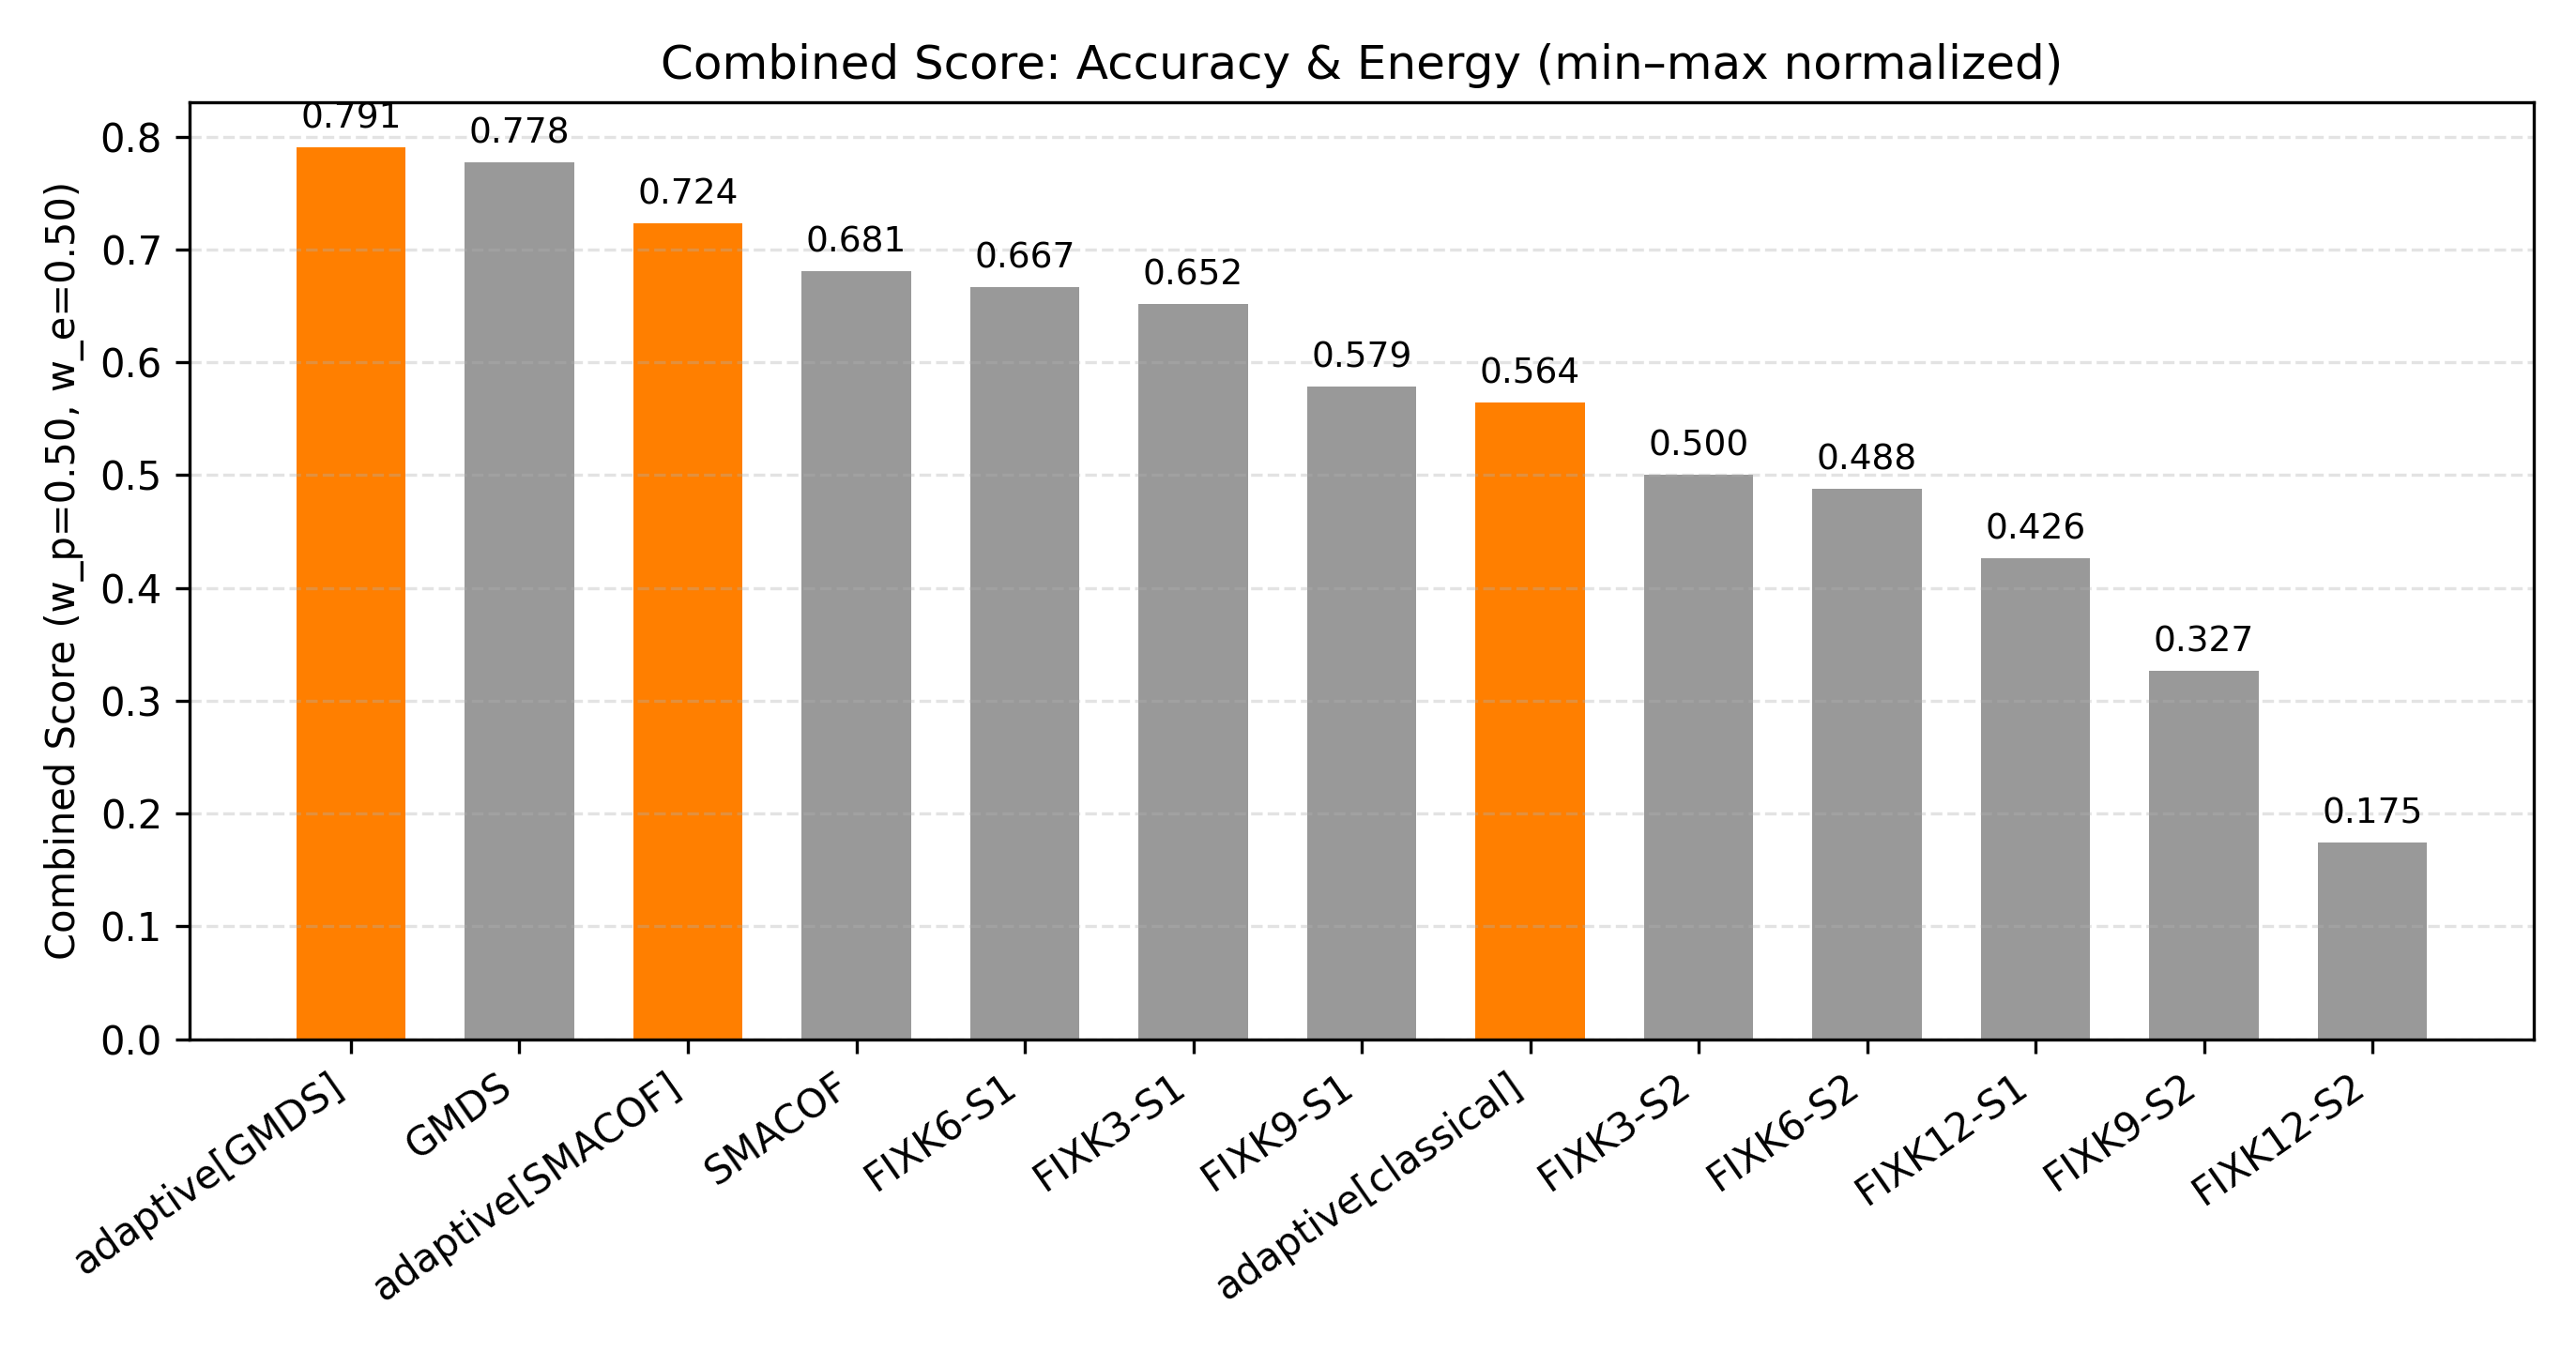 Combined Score: Accuracy & Energy (min–max normalized)
Combined Score (w_p=0.50, w_e=0.50)
0.8
0.7
0.6
0.5
0.4
0.3
0.2
0.1
0.0
0.791
0.778
0.724
0.681
0.667
0.652
0.579
0.564
0.500
0.488
0.426
0.327
0.175
adaptive[GMDS]
GMDS
adaptive[SMACOF]
SMACOF
FIXK6-S1
FIXK3-S1
FIXK9-S1
adaptive[classical]
FIXK3-S2
FIXK6-S2
FIXK12-S1
FIXK9-S2
FIXK12-S2